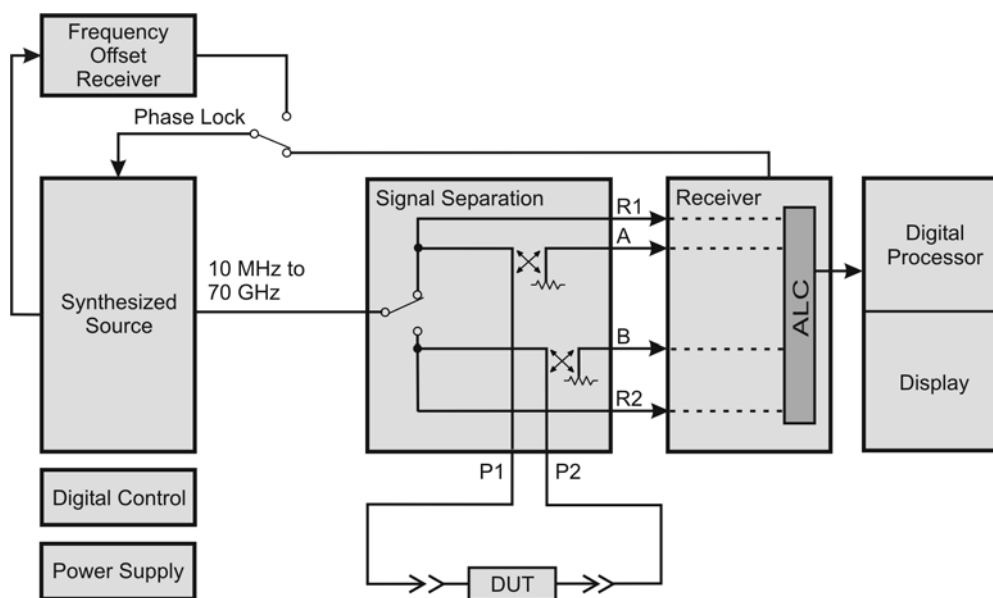 Frequency
Offset
Receiver
Phase Lock
Signal Separation
Receiver
R1
A
10 MHz to
70 GHz
Synthesized
Source
ALC
Digital
Processor
B
Display
R2
P1
P2
Digital Control
Power Supply
DUT